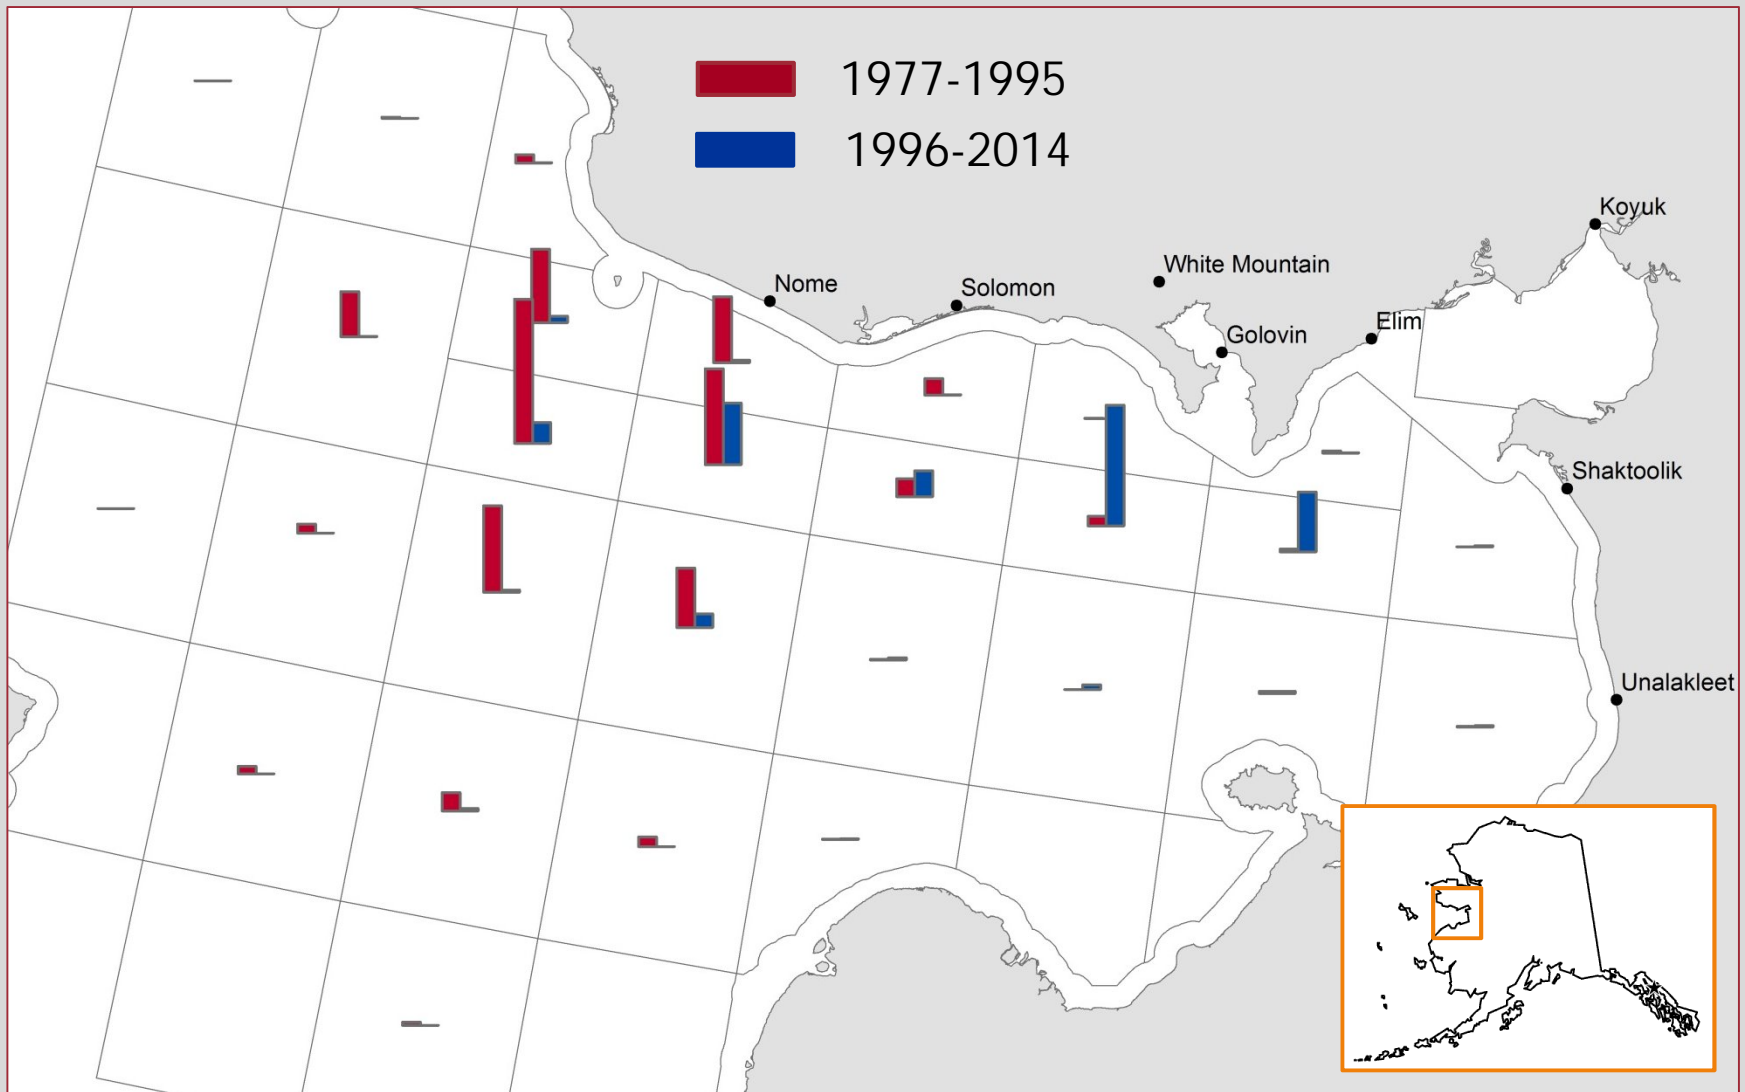 1977-1995
1996-2014
Koyuk
White Mountain
Nome
Solomon
Elim
Golovin
Shaktoolik
Unalakleet